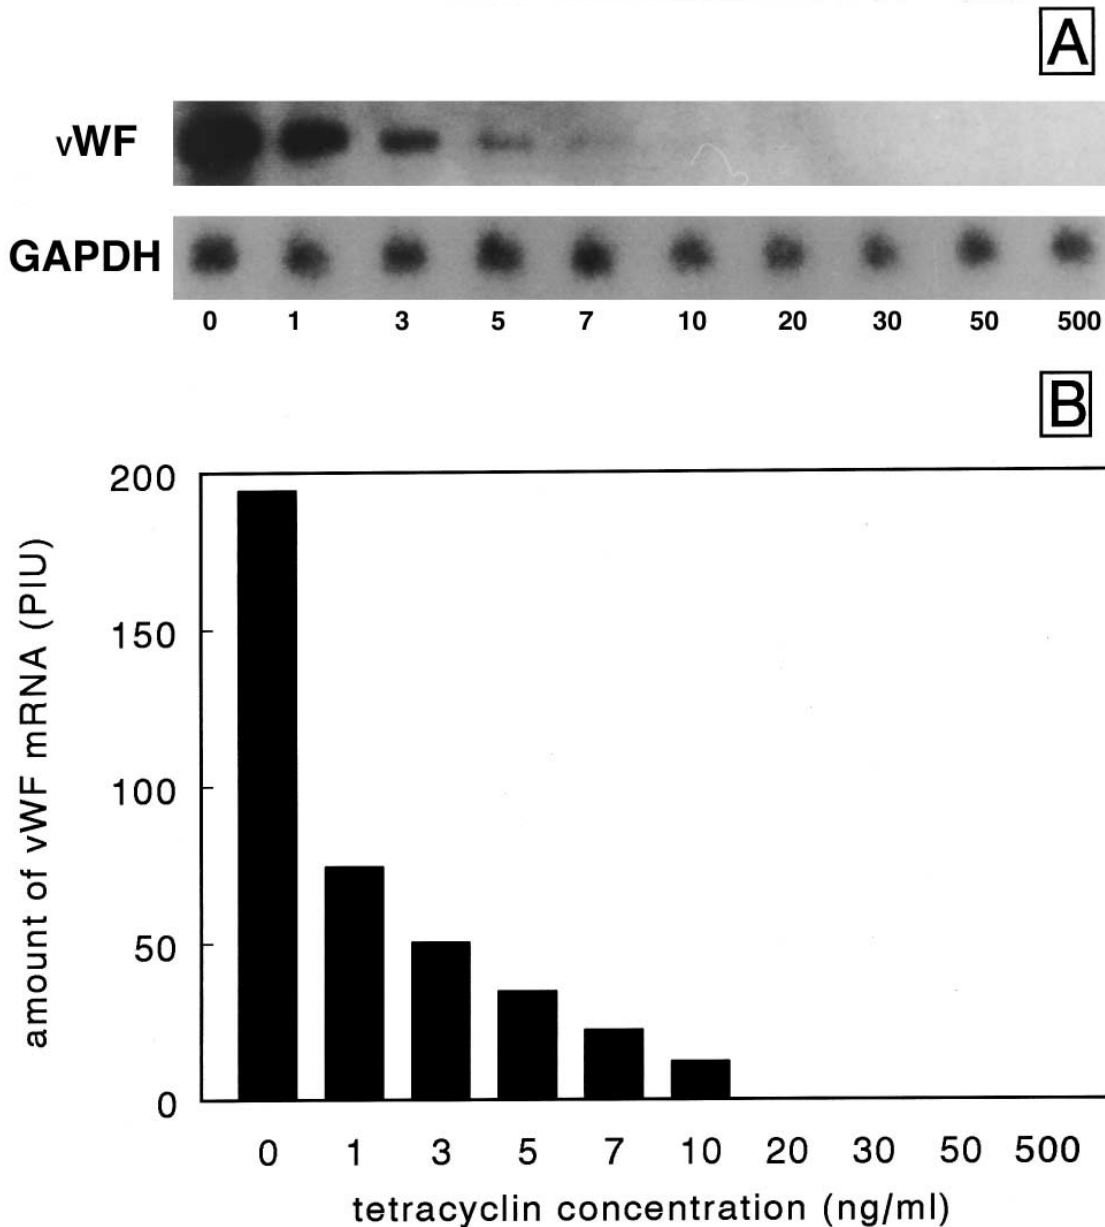 A
vWF
GAPDH
0 1 3 5 7 10 20 30 50 500
B
200
150
100
50
0
amount of vWF mRNA (PIU)
0 1 3 5 7 10 20 30 50 500
tetracyclin concentration (ng/ml)